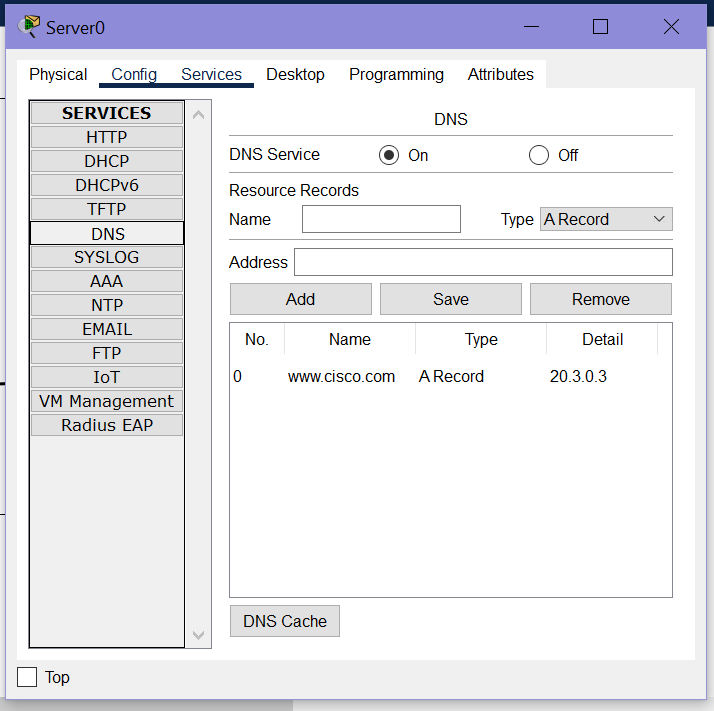 Server0
Physical Config Services Desktop Programming Attributes
SERVICES
HTTP
DHCP
DHCPv6
TFTP
DNS
SYSLOG
AAA
NTP
EMAIL
FTP
IoT
VM Management
Radius EAP
DNS
DNS Service On Off
Resource Records
Name Type A Record
Address
Add Save Remove
No. Name Type Detail
0 www.cisco.com A Record 20.3.0.3
DNS Cache
Top